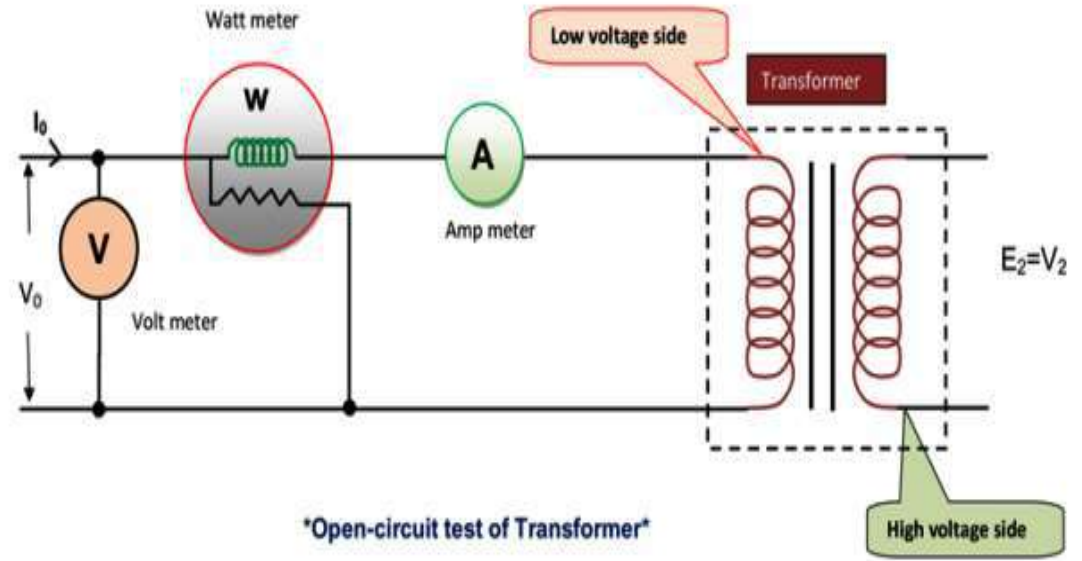 Watt meter
Low voltage side
Transformer
W
I₀
A
V
Amp meter
E₂=V₂
V₀
Volt meter
*Open-circuit test of Transformer*
High voltage side